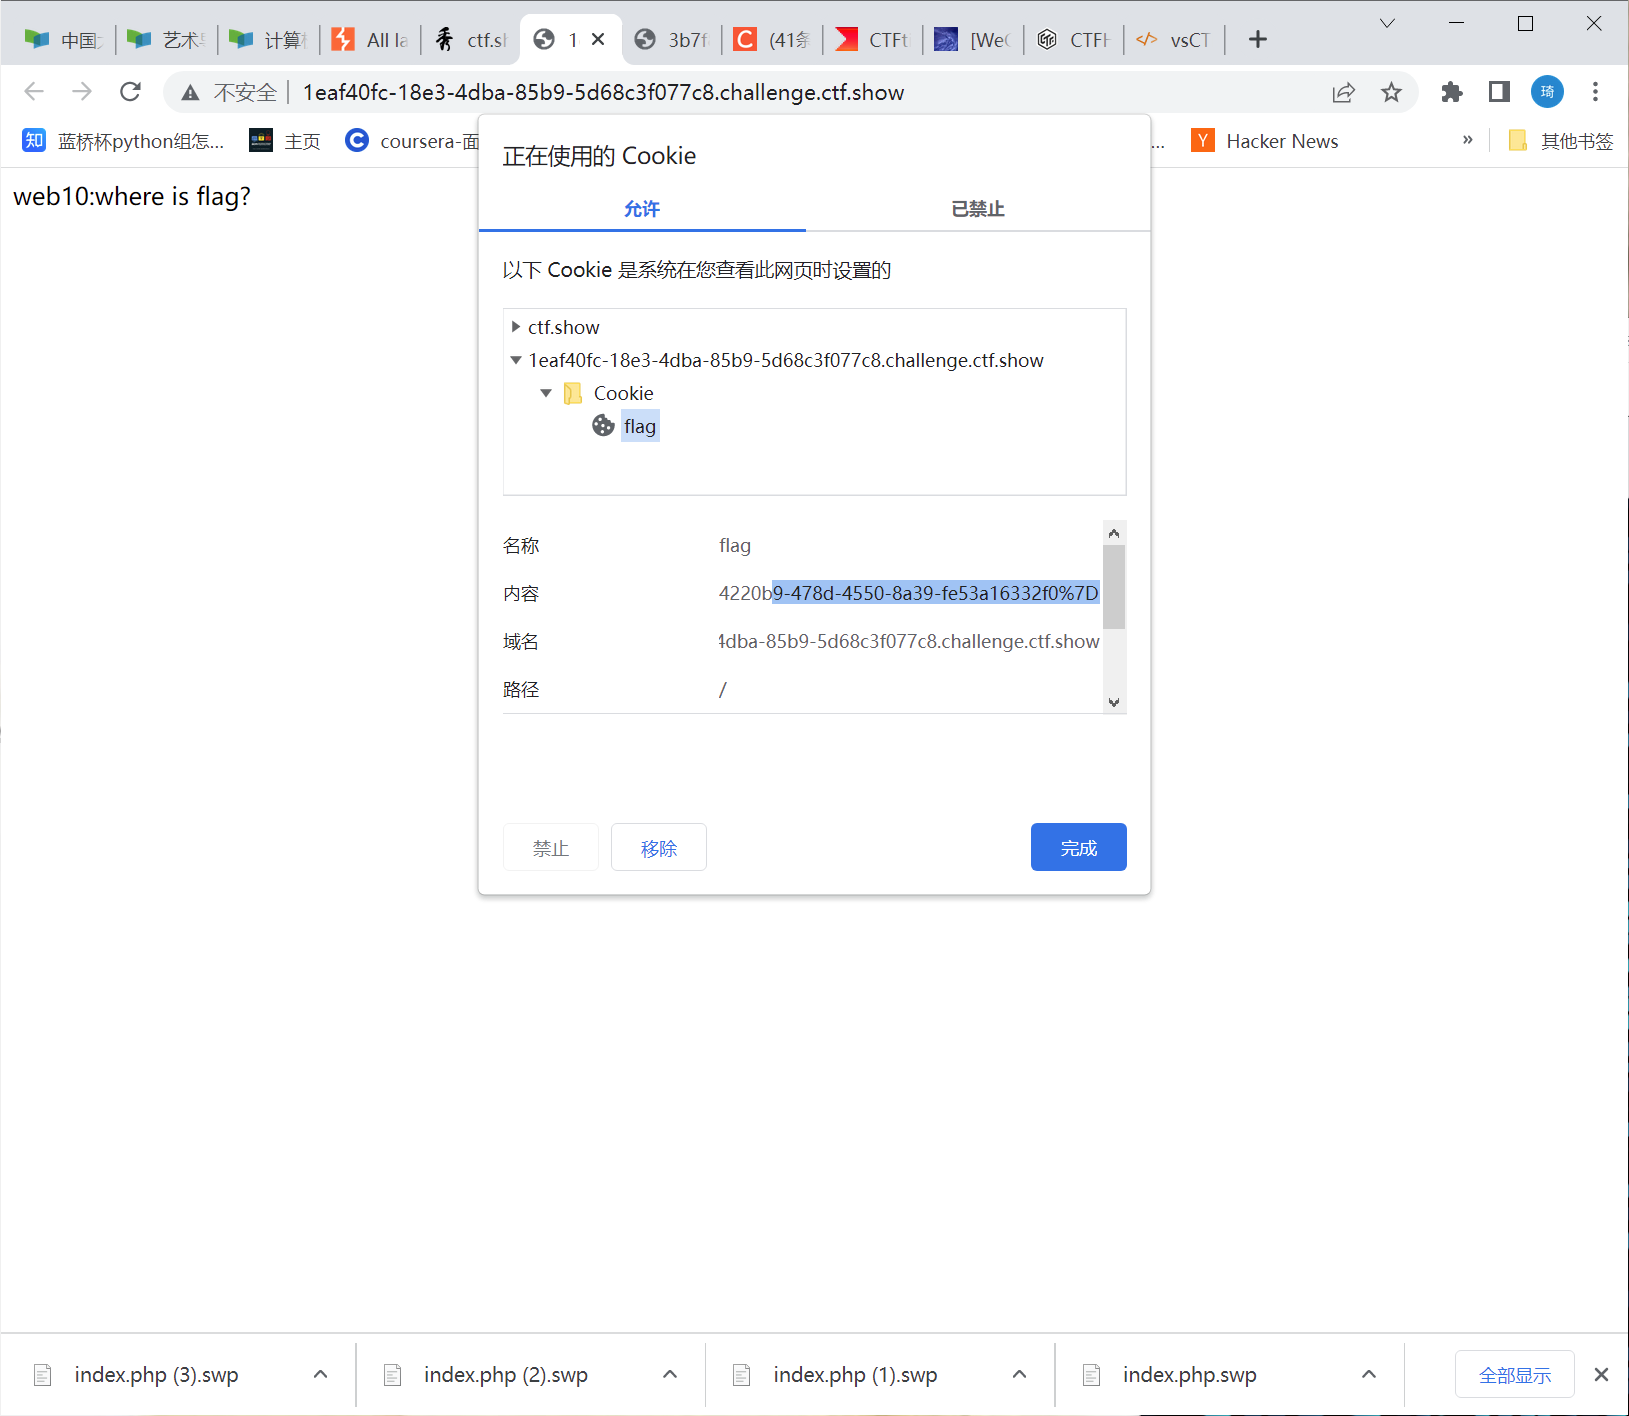 中国 艺术 计算 All la ctf.s 1 3b7f (41条 CTFt [We CTF vsCT
不安全 1eaf40fc-18e3-4dba-85b9-5d68c3f077c8.challenge.ctf.show 琦
知 蓝桥杯python组怎... 主页 coursera-面 ... Hacker News » 其他书签
web10:where is flag?
正在使用的 Cookie
允许 已禁止
以下 Cookie 是系统在您查看此网页时设置的
ctf.show
1eaf40fc-18e3-4dba-85b9-5d68c3f077c8.challenge.ctf.show
Cookie
flag
名称 flag
内容 4220b9-478d-4550-8a39-fe53a16332f0%7D
域名 4dba-85b9-5d68c3f077c8.challenge.ctf.show
路径 /
禁止 移除 完成
index.php (3).swp index.php (2).swp index.php (1).swp index.php.swp 全部显示